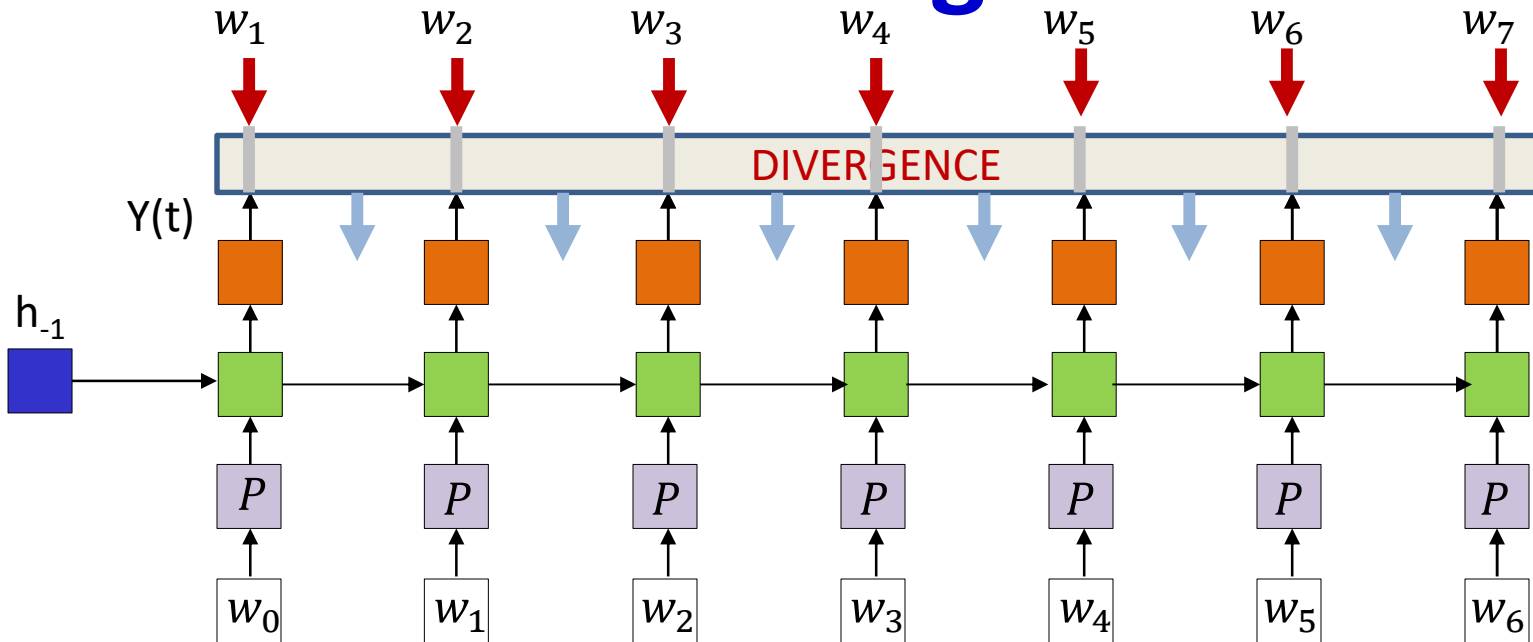 g
w₁ w₂ w₃ w₄ w₅ w₆ w₇
DIVERGENCE
Y(t)
h₋₁
P P P P P P P
w₀ w₁ w₂ w₃ w₄ w₅ w₆